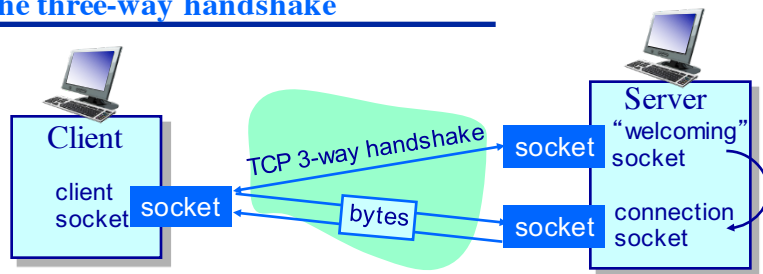 he three-way handshake
Client
client
socket
socket
TCP 3-way handshake
bytes
socket
socket
Server
“welcoming”
socket
connection
socket